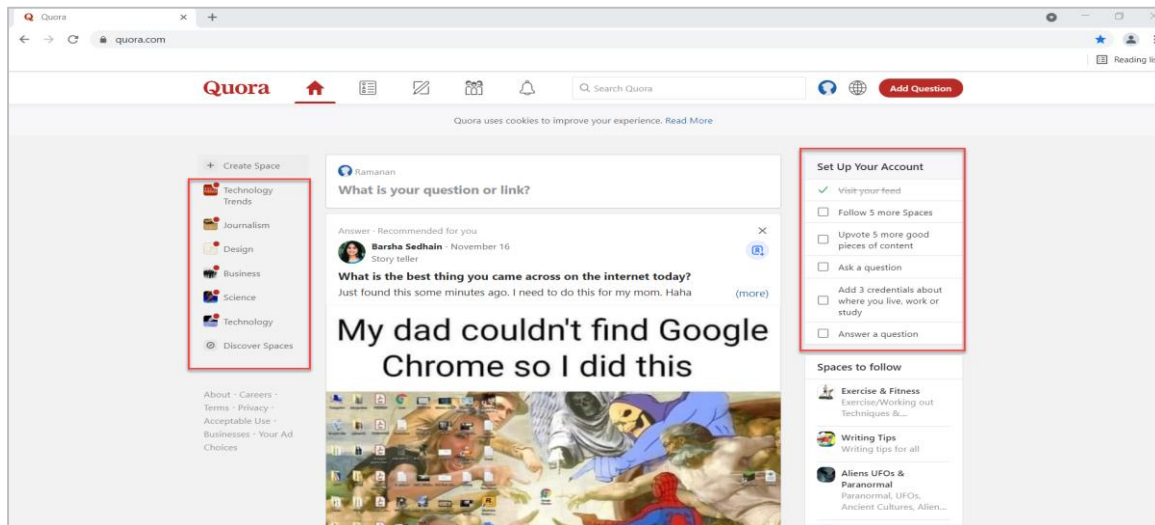 Quora
quora.com
Reading lis
Quora
Search Quora
Add Question
Quora uses cookies to improve your experience. Read More
Create Space
Technology
Trends
Journalism
Design
Business
Science
Technology
Discover Spaces
About · Careers ·
Terms · Privacy ·
Acceptable Use ·
Businesses · Your Ad
Choices
Ramanan
What is your question or link?
Answer · Recommended for you
Barsha Sedhain · November 16
Story teller
What is the best thing you came across on the internet today?
Just found this some minutes ago. I need to do this for my mom. Haha (more)
My dad couldn't find Google
Chrome so I did this
Set Up Your Account
Visit your feed
Follow 5 more Spaces
Upvote 5 more good
pieces of content
Ask a question
Add 3 credentials about
where you live, work or
study
Answer a question
Spaces to follow
Exercise & Fitness
Exercise/Working out
Techniques &...
Writing Tips
Writing tips for all
Aliens UFOs &
Paranormal
Paranormal, UFOs,
Ancient Cultures, Alien...